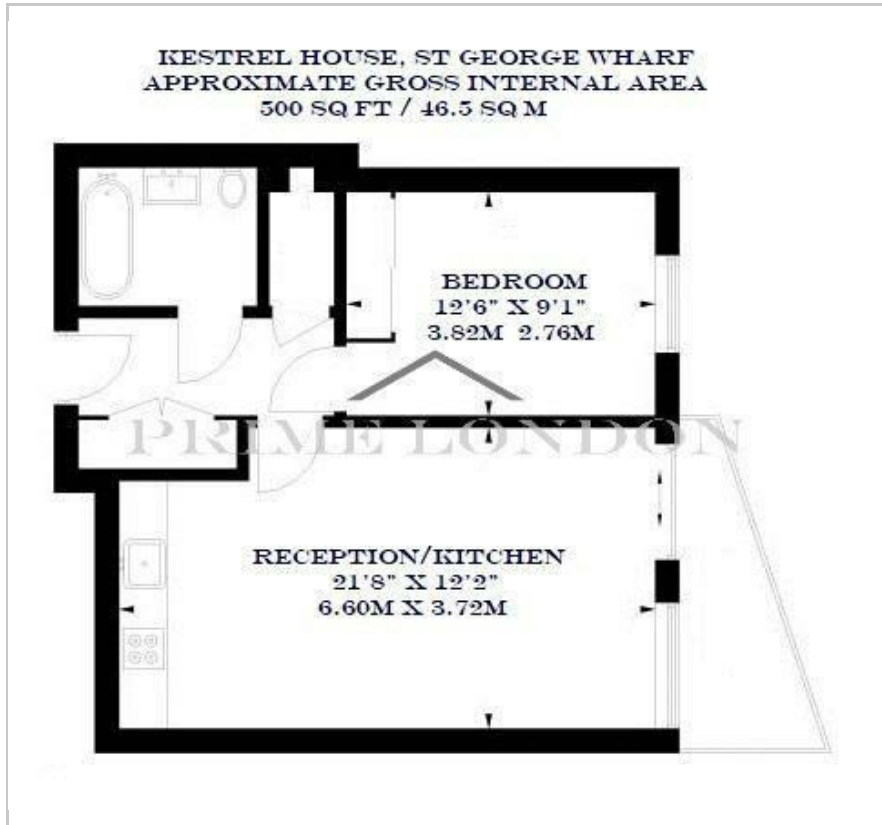 KESTREL HOUSE, ST GEORGE WHARF
APPROXIMATE GROSS INTERNAL AREA
500 SQ FT / 46.5 SQ M
BEDROOM
12'6" X 9'1"
3.82M 2.76M
PRIME LONDON
RECEPTION/KITCHEN
21'8" X 12'2"
6.60M X 3.72M